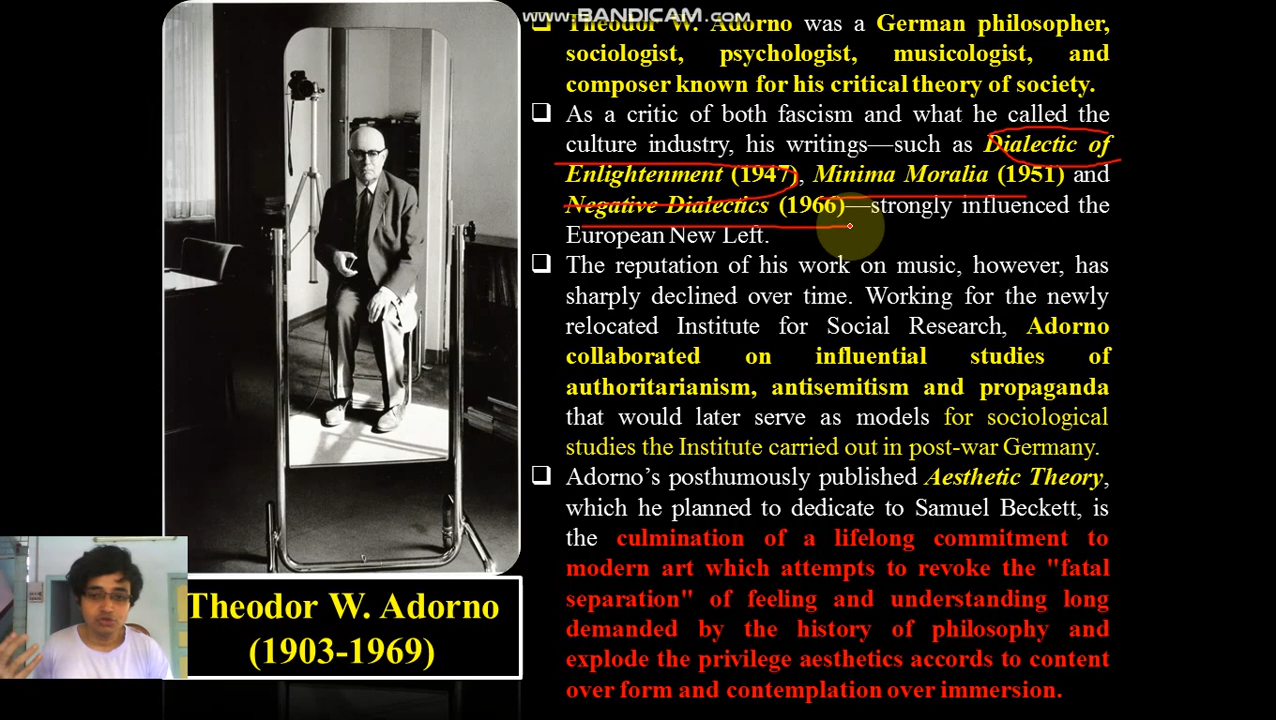 www.BANDICAM.com
Theodor W. Adorno was a German philosopher,
sociologist, psychologist, musicologist, and
composer known for his critical theory of society.
As a critic of both fascism and what he called the
culture industry, his writings—such as Dialectic of
Enlightenment (1947), Minima Moralia (1951) and
Negative Dialectics (1966)—strongly influenced the
European New Left.
The reputation of his work on music, however, has
sharply declined over time. Working for the newly
relocated Institute for Social Research, Adorno
collaborated on influential studies of
authoritarianism, antisemitism and propaganda
that would later serve as models for sociological
studies the Institute carried out in post-war Germany.
Adorno’s posthumously published Aesthetic Theory,
which he planned to dedicate to Samuel Beckett, is
the culmination of a lifelong commitment to
modern art which attempts to revoke the "fatal
separation" of feeling and understanding long
demanded by the history of philosophy and
explode the privilege aesthetics accords to content
over form and contemplation over immersion.
Theodor W. Adorno
(1903-1969)